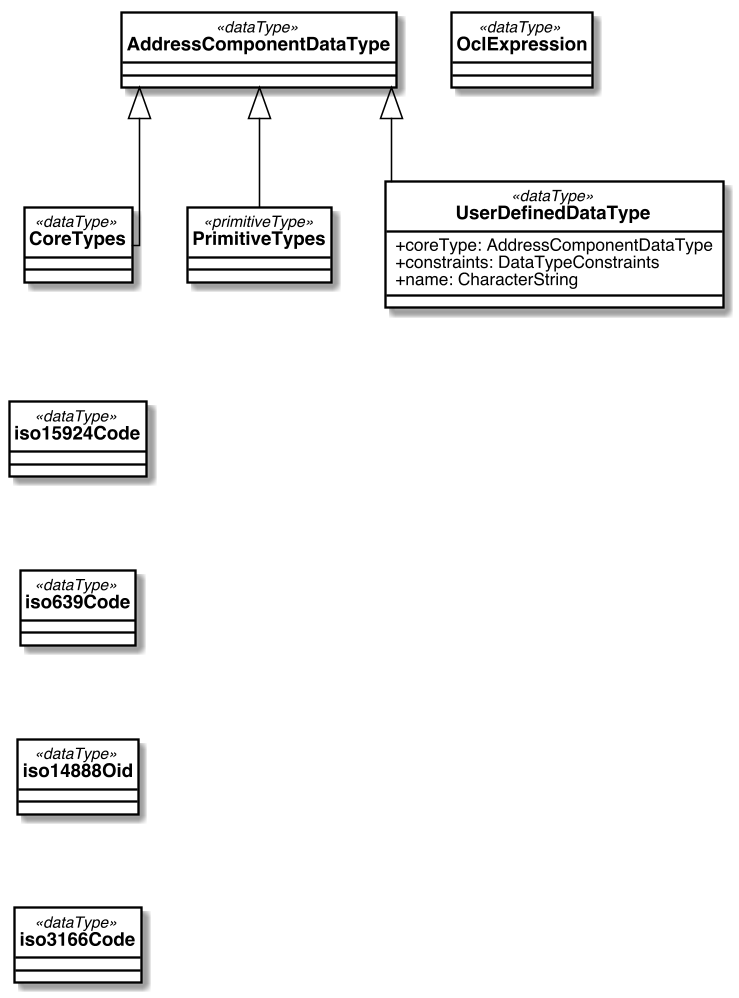 «dataType»
AddressComponentDataType
«dataType»
OclExpression
«dataType»
CoreTypes
«primitiveType»
PrimitiveTypes
«dataType»
UserDefinedDataType
+coreType: AddressComponentDataType
+constraints: DataTypeConstraints
+name: CharacterString
«dataType»
iso15924Code
«dataType»
iso639Code
«dataType»
iso14888Oid
«dataType»
iso3166Code